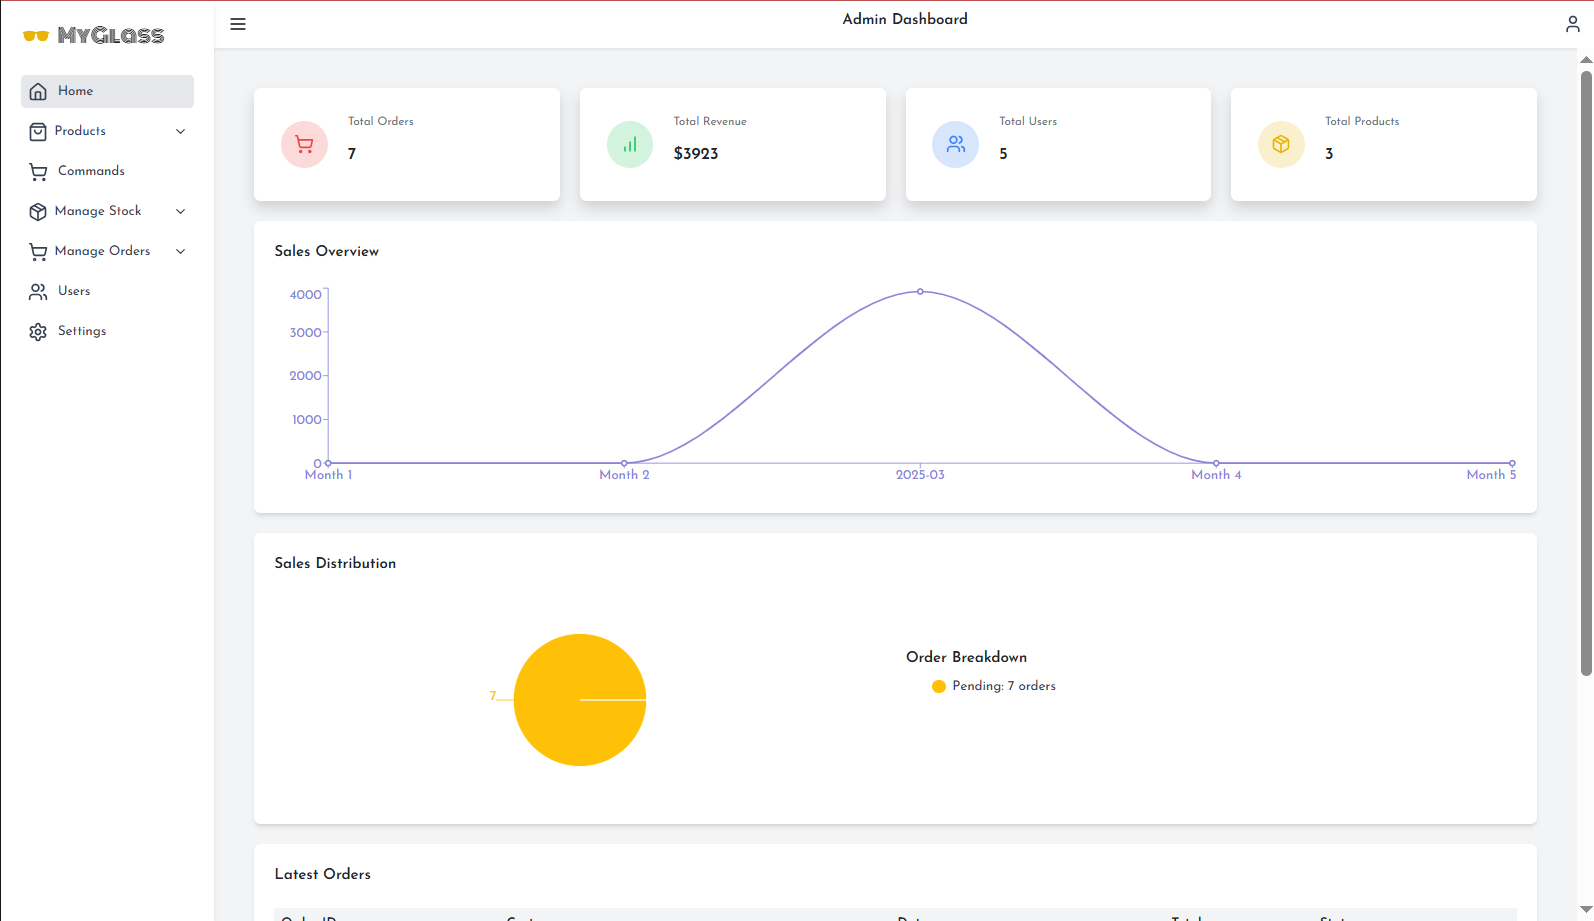 MyGlass
Admin Dashboard
Home
Products
Commands
Manage Stock
Manage Orders
Users
Settings
Total Orders
7
Total Revenue
$3923
Total Users
5
Total Products
3
Sales Overview
4000
3000
2000
1000
0
Month 1
Month 2
2025-03
Month 4
Month 5
Sales Distribution
7
Order Breakdown
Pending: 7 orders
Latest Orders